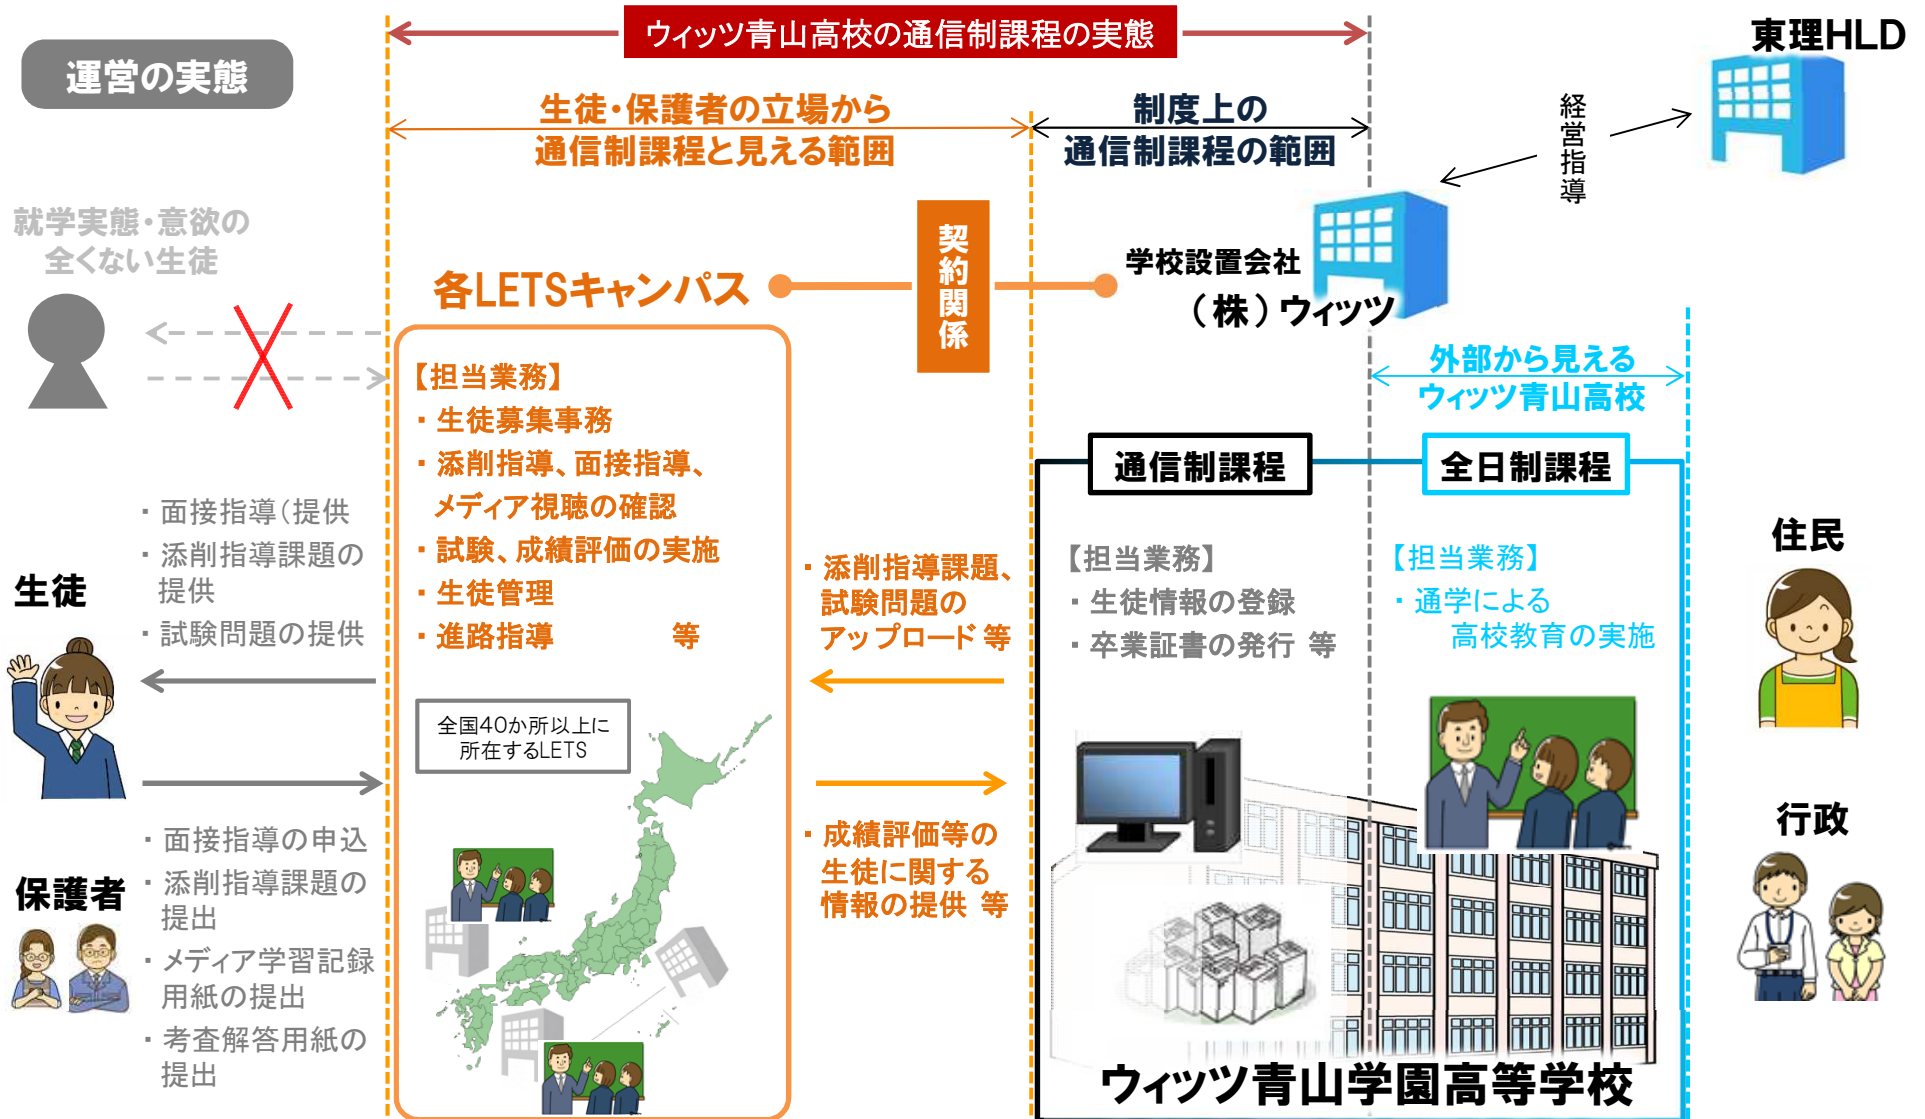 運営の実態
ウィッツ青山高校の通信制課程の実態
東理HLD
生徒・保護者の立場から
通信制課程と見える範囲
制度上の
通信制課程の範囲
経営指導
就学実態・意欲の
全くない生徒
各LETSキャンパス
契約関係
学校設置会社
（株）ウィッツ
外部から見える
ウィッツ青山高校
【担当業務】
・生徒募集事務
・添削指導、面接指導、
メディア視聴の確認
・試験、成績評価の実施
・生徒管理
・進路指導　等
全国40か所以上に
所在するLETS
生徒
・面接指導（提供
・添削指導課題の
提供
・試験問題の提供
保護者
・面接指導の申込
・添削指導課題の
提出
・メディア学習記録
用紙の提出
・考査解答用紙の
提出
・添削指導課題、
試験問題の
アップロード 等
・成績評価等の
生徒に関する
情報の提供 等
通信制課程
【担当業務】
・生徒情報の登録
・卒業証書の発行 等
全日制課程
【担当業務】
・通学による
高校教育の実施
ウィッツ青山学園高等学校
住民
行政